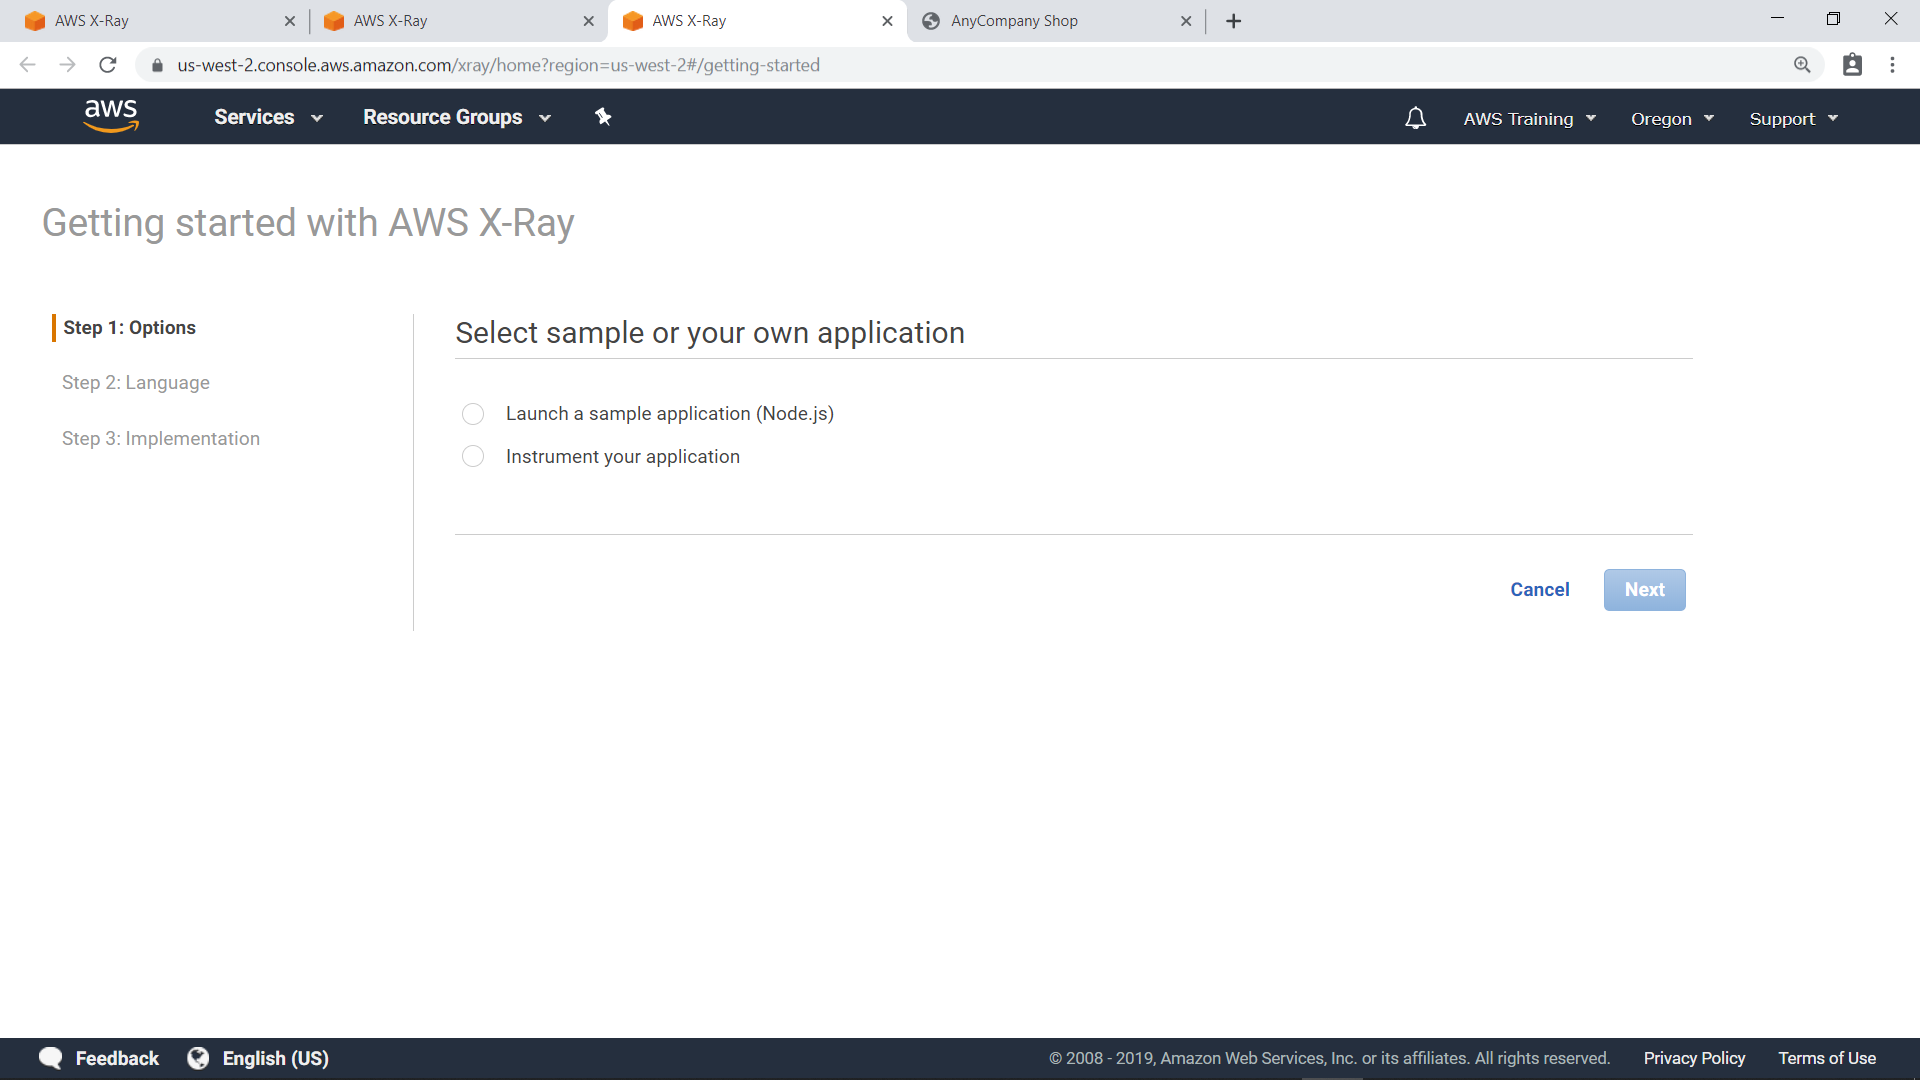 AWS X-Ray
AWS X-Ray
AWS X-Ray
AnyCompany Shop
us-west-2.console.aws.amazon.com/xray/home?region=us-west-2#/getting-started
aws
Services
Resource Groups
AWS Training
Oregon
Support
Getting started with AWS X-Ray
Step 1: Options
Step 2: Language
Step 3: Implementation
Select sample or your own application
Launch a sample application (Node.js)
Instrument your application
Cancel
Next
Feedback
English (US)
© 2008 - 2019, Amazon Web Services, Inc. or its affiliates. All rights reserved.
Privacy Policy
Terms of Use